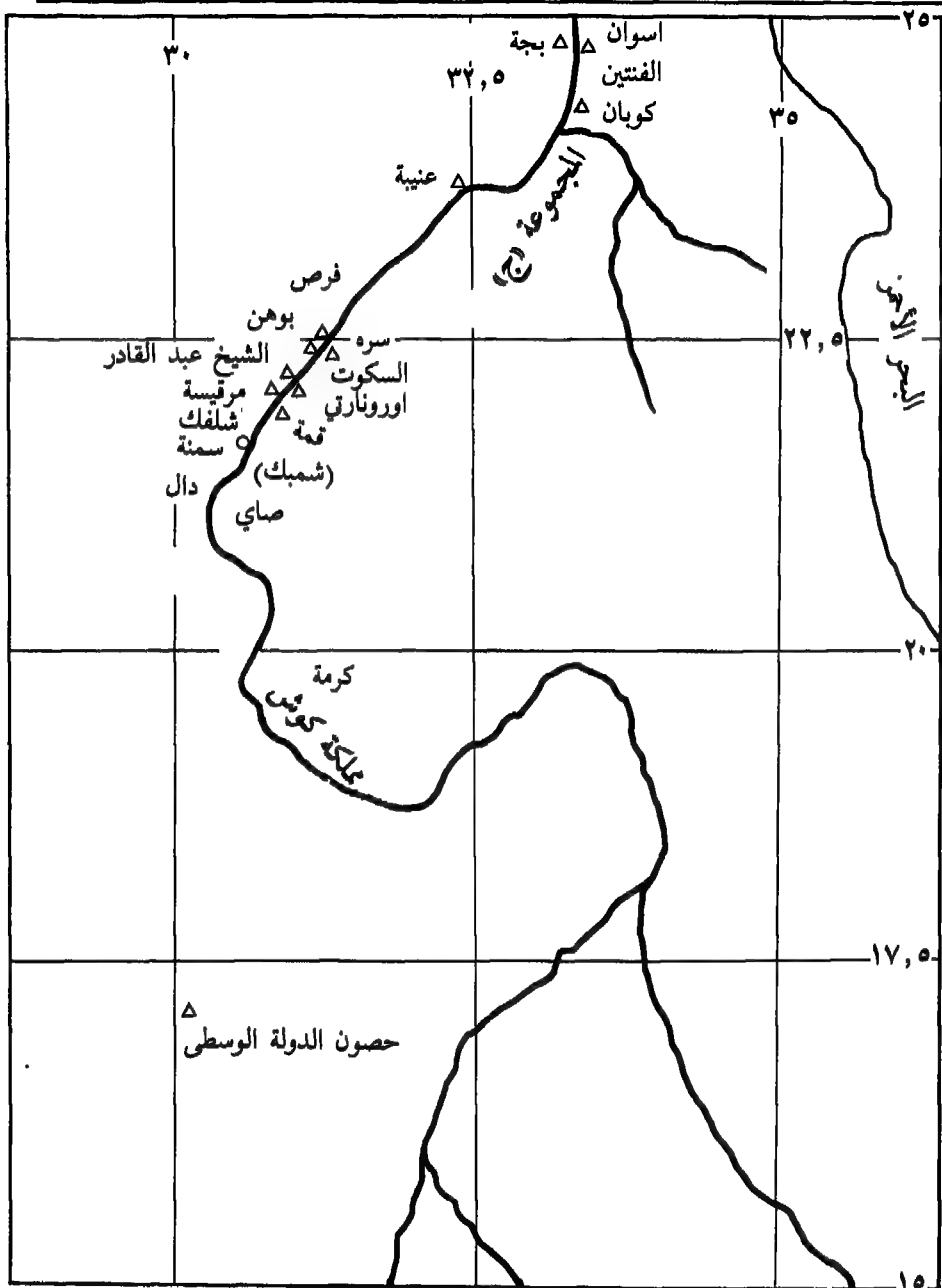 ٢٥
اسوان
بجة
٣٠
الفنتين
٣٢,٥
كوبان
٣٥
المجموعة «ج»
عنيبة
فرص
البحر الاحمر
بوهن
سره
٢٢,٥
الشيخ عبد القادر
السكوت
مرقيسة
اورونارتي
شلفك
قمة
سمنة
(شمبك)
دال
صاي
٢٠
كرمة
مملكة كوش
١٧,٥
حصون الدولة الوسطى
١٥